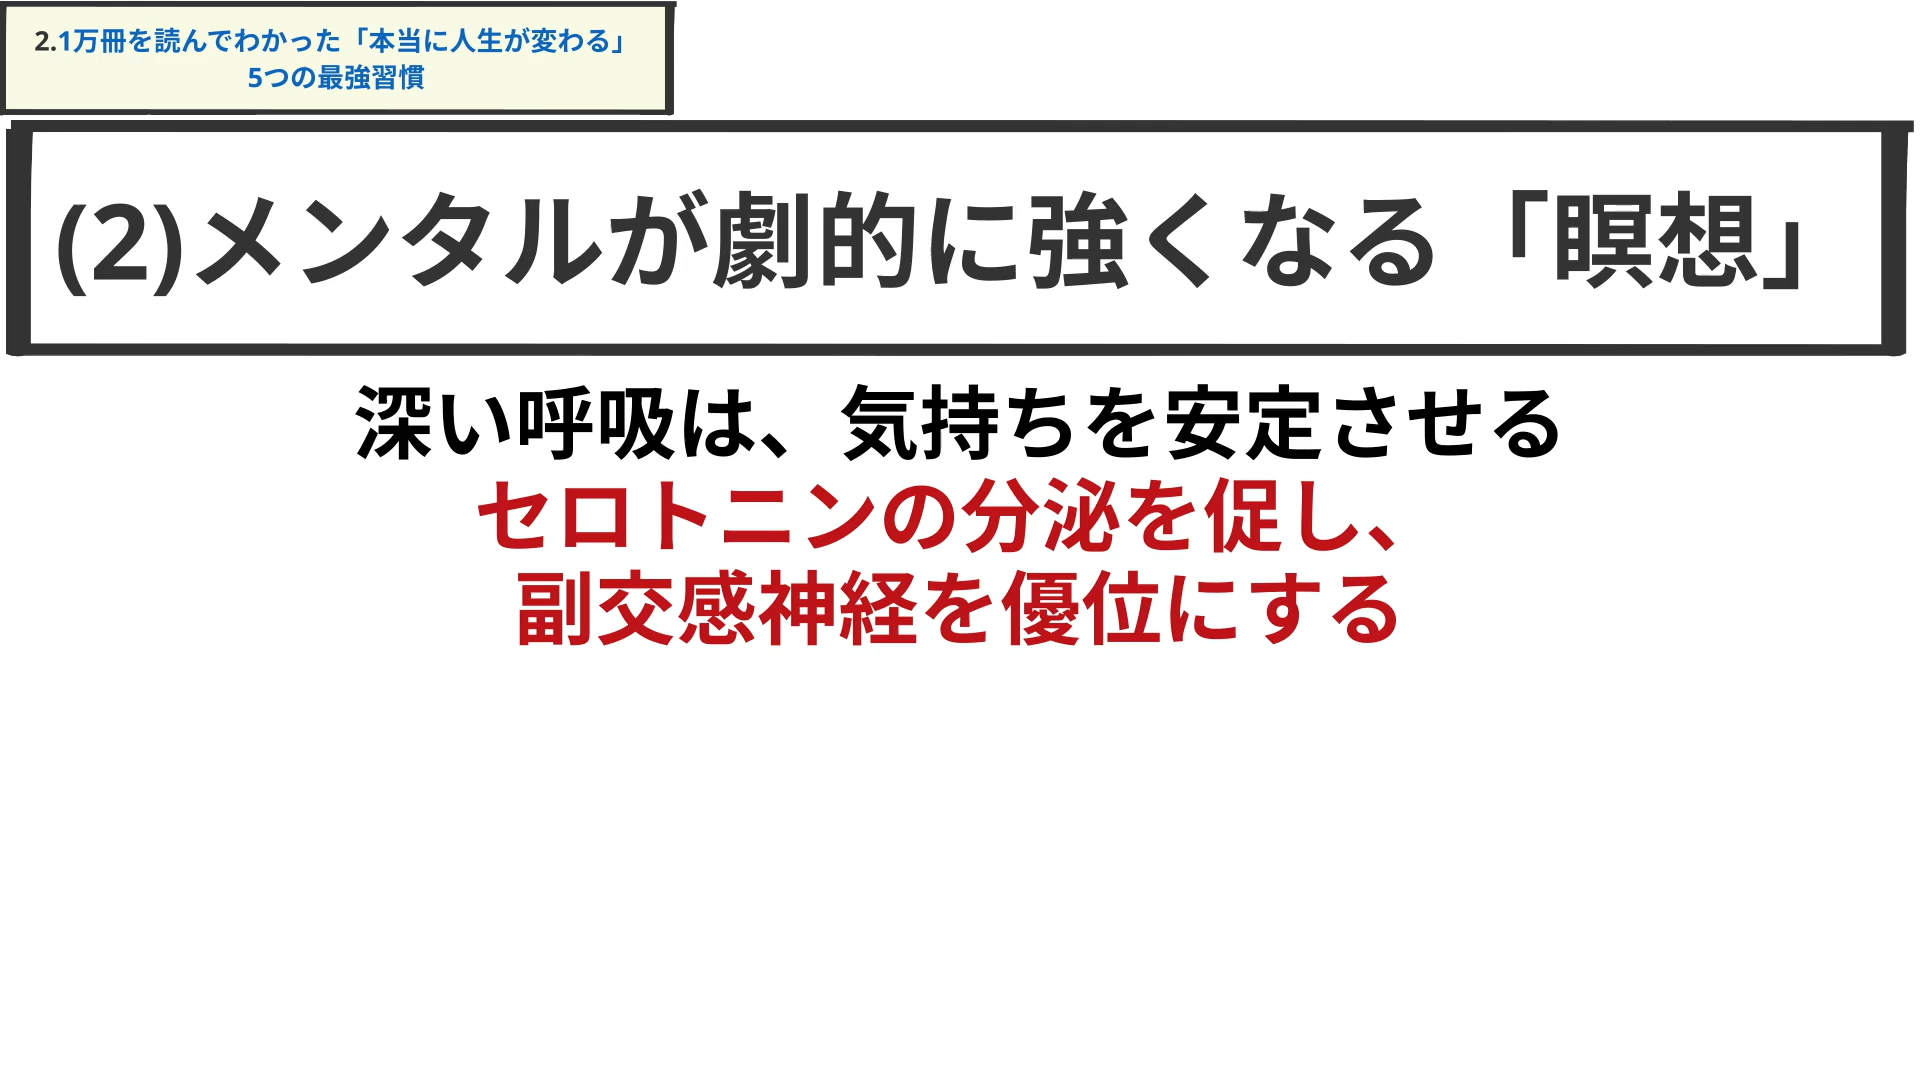 2.1万冊を読んでわかった「本当に人生が変わる」
5つの最強習慣
(2)メンタルが劇的に強くなる「瞑想」
深い呼吸は、気持ちを安定させる
セロトニンの分泌を促し、
副交感神経を優位にする